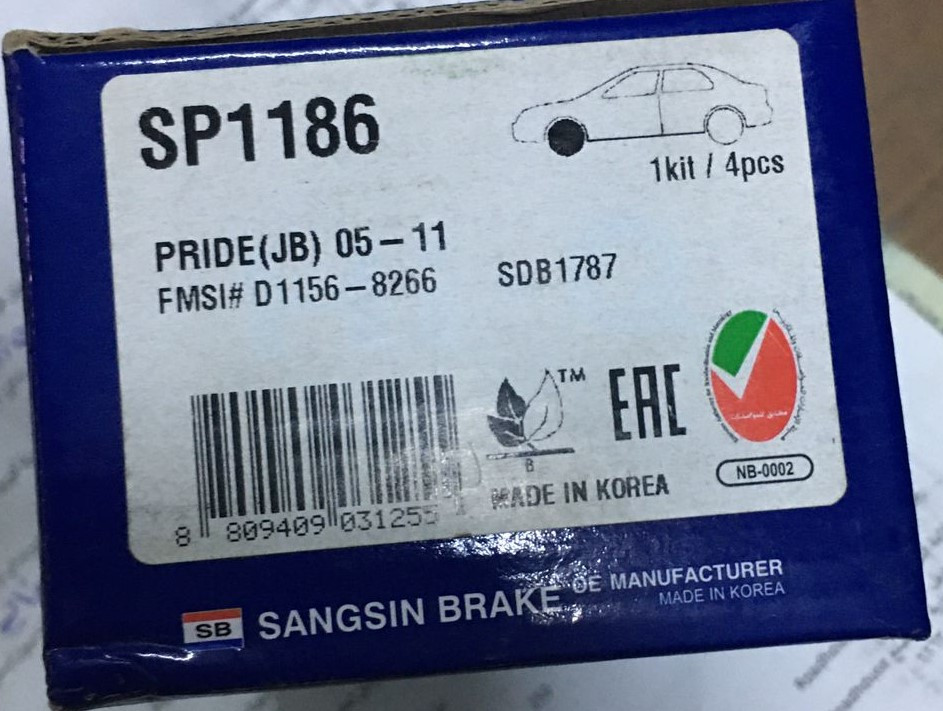 SP1186
1kit / 4pcs
PRIDE(JB) 05-11
FMSI# D1156-8266
SDB1787
TM
EAC
B
NB-0002
MADE IN KOREA
8 809409 031255
SB
SANGSIN BRAKE
OE MANUFACTURER
MADE IN KOREA